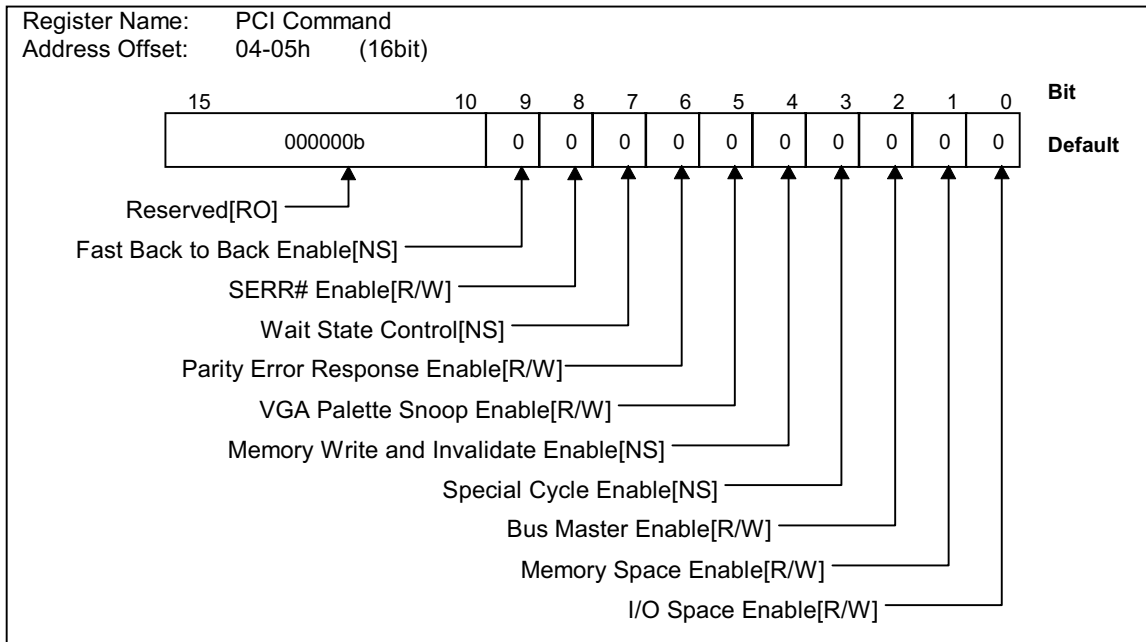 Register Name: PCI Command
Address Offset: 04-05h (16bit)
15 10 9 8 7 6 5 4 3 2 1 0 Bit
000000b 0 0 0 0 0 0 0 0 0 0 Default
Reserved[RO]
Fast Back to Back Enable[NS]
SERR# Enable[R/W]
Wait State Control[NS]
Parity Error Response Enable[R/W]
VGA Palette Snoop Enable[R/W]
Memory Write and Invalidate Enable[NS]
Special Cycle Enable[NS]
Bus Master Enable[R/W]
Memory Space Enable[R/W]
I/O Space Enable[R/W]